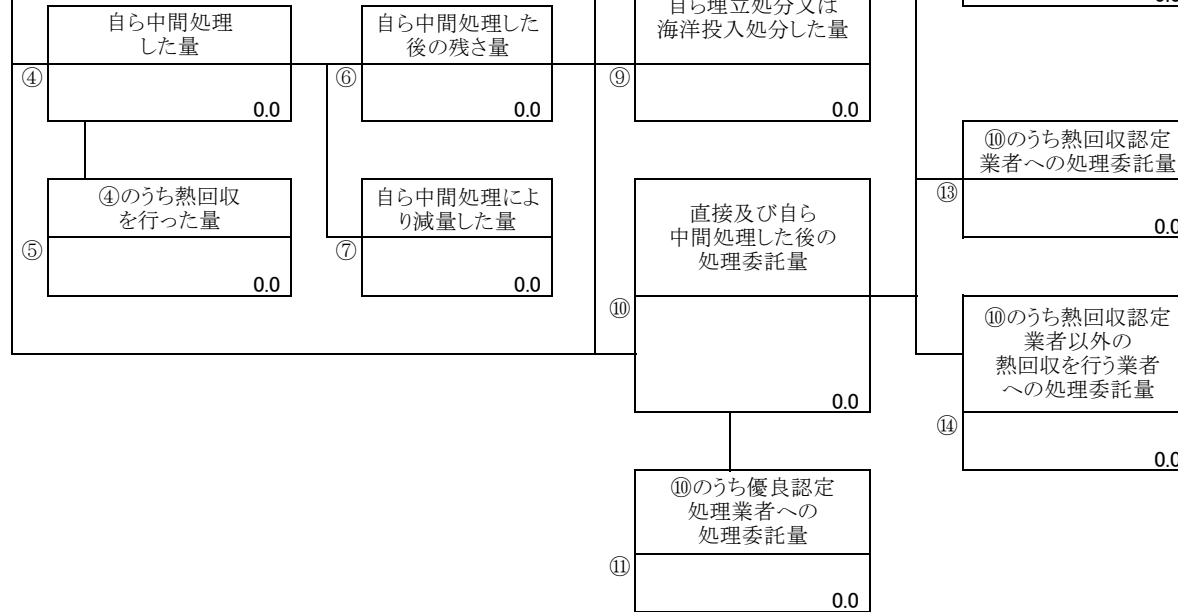 自ら中間処理
した量
④
0.0
自ら中間処理した
後の残さ量
⑥
0.0
自ら埋立処分又は
海洋投入処分した量
⑨
0.0
④のうち熱回収
を行った量
⑤
0.0
自ら中間処理によ
り減量した量
⑦
0.0
直接及び自ら
中間処理した後の
処理委託量
⑩
0.0
⑩のうち優良認定
処理業者への
処理委託量
⑪
0.0
⑩のうち熱回収認定
業者への処理委託量
⑬
0.0
⑩のうち熱回収認定
業者以外の
熱回収を行う業者
への処理委託量
⑭
0.0